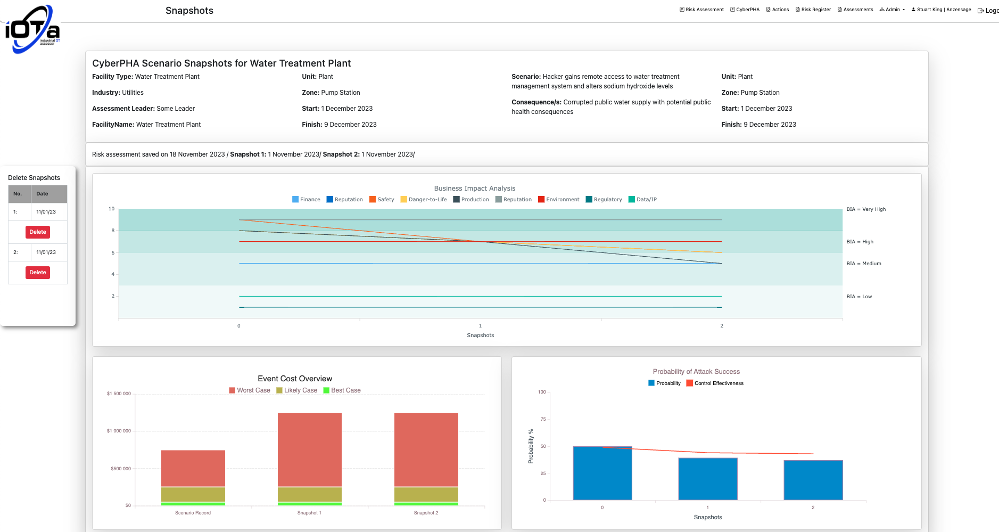 iOTa
industrial OT
assessor
Snapshots
Risk Assessment CyberPHA Actions Risk Register Assessments Admin Stuart King | Anzensage Logo
CyberPHA Scenario Snapshots for Water Treatment Plant
Facility Type: Water Treatment Plant
Industry: Utilities
Assessment Leader: Some Leader
FacilityName: Water Treatment Plant
Unit: Plant
Zone: Pump Station
Start: 1 December 2023
Finish: 9 December 2023
Scenario: Hacker gains remote access to water treatment
management system and alters sodium hydroxide levels
Consequence/s: Corrupted public water supply with potential public
health consequences
Unit: Plant
Zone: Pump Station
Start: 1 December 2023
Finish: 9 December 2023
Risk assessment saved on 18 November 2023 / Snapshot 1: 1 November 2023/ Snapshot 2: 1 November 2023/
Delete Snapshots
No. Date
1: 11/01/23
Delete
2: 11/01/23
Delete
Business Impact Analysis
Finance Reputation Safety Danger-to-Life Production Reputation Environment Regulatory Data/IP
10
8
6
4
2
BIA = Very High
BIA = High
BIA = Medium
BIA = Low
0 1 2
Snapshots
Event Cost Overview
Worst Case Likely Case Best Case
$1 500 000
$1 000 000
$500 000
$0
Scenario Record Snapshot 1 Snapshot 2
Probability of Attack Success
Probability Control Effectiveness
Probability %
100
75
50
25
0
0 1 2
Snapshots